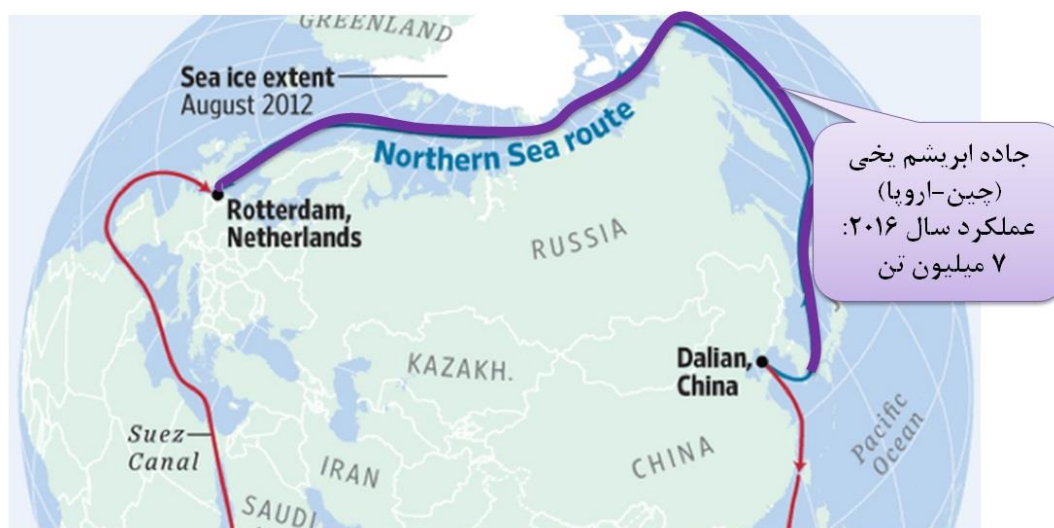 GREENLAND
Sea ice extent
August 2012
Northern Sea route
جاده ابریشم یخی
(چین-اروپا)
عملکرد سال ۲۰۱۶:
۷ میلیون تن
Rotterdam,
Netherlands
RUSSIA
KAZAKH.
Dalian,
China
Pacific
Ocean
Suez
Canal
IRAN
CHINA
SAUDI